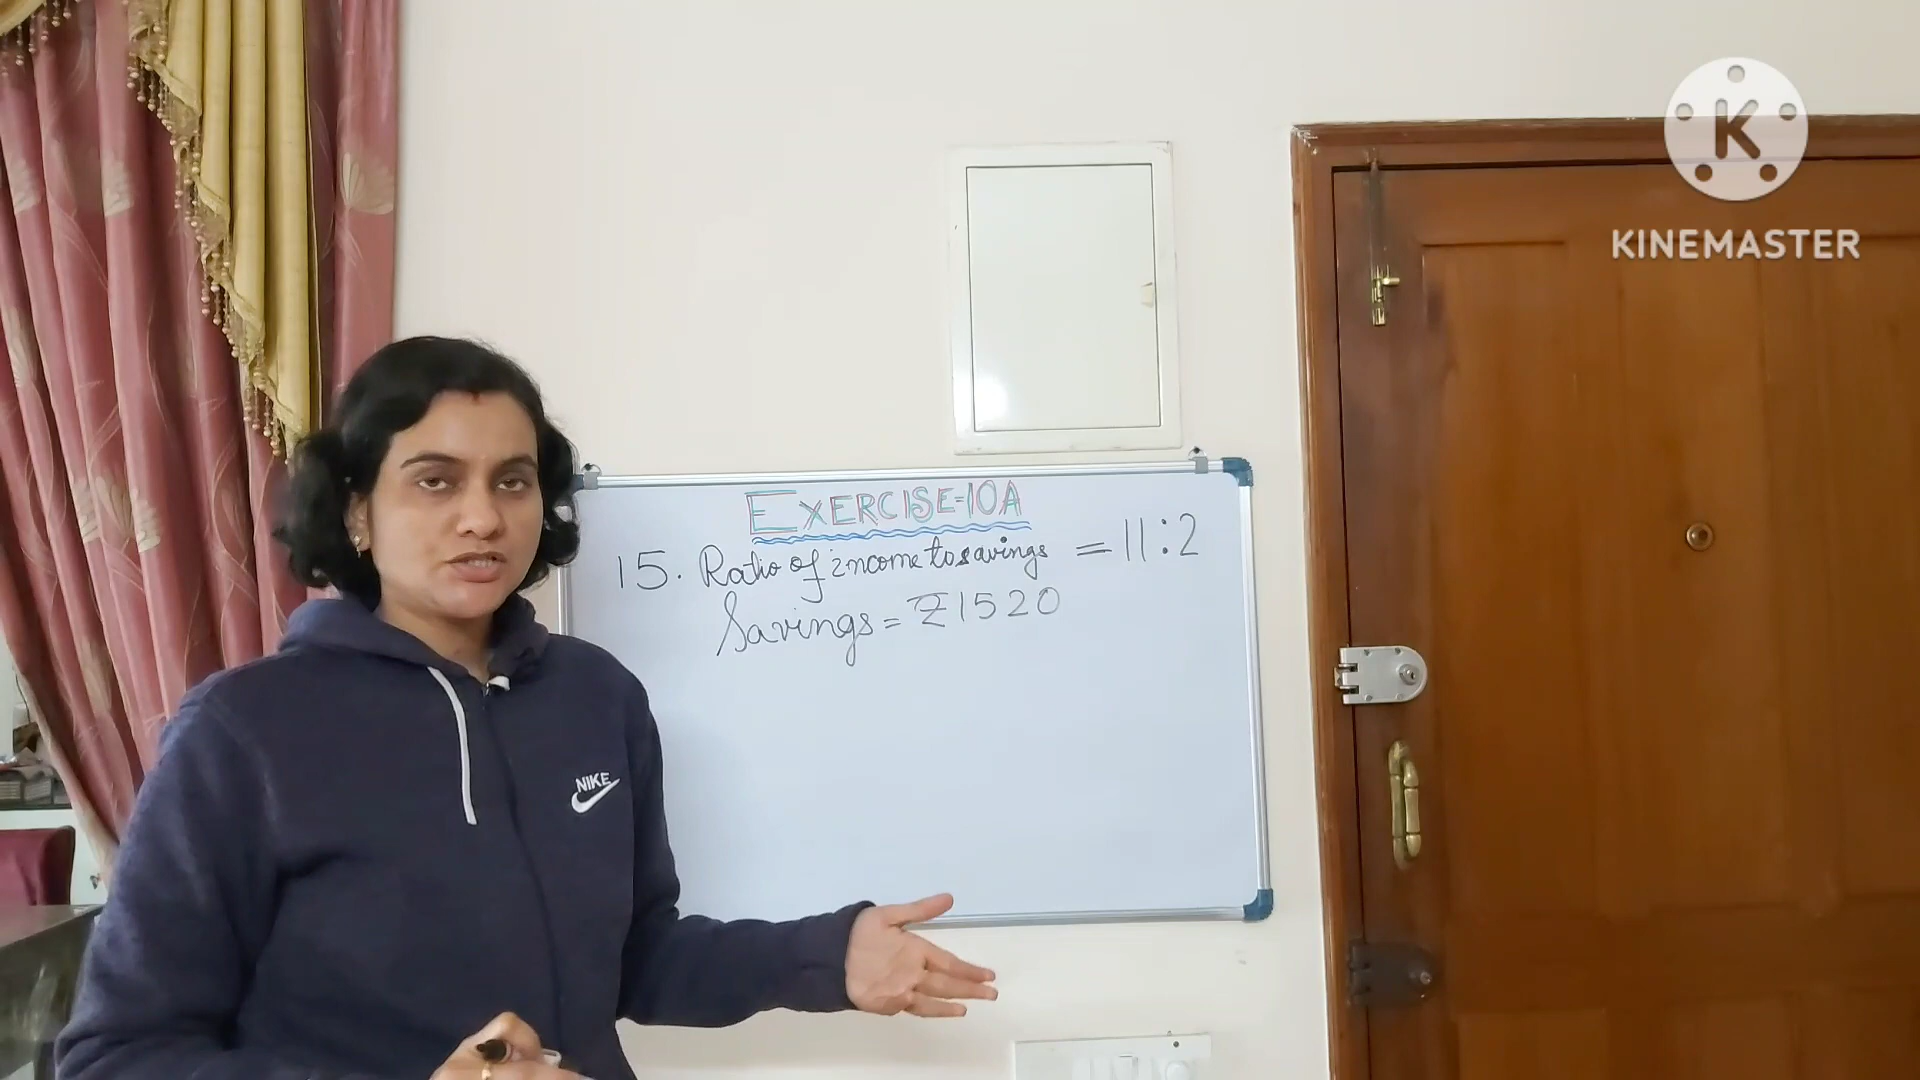 KINEMASTER
EXERCISE-10A
15. Ratio of income to savings = 11:2
Savings = ₹1520
NIKE